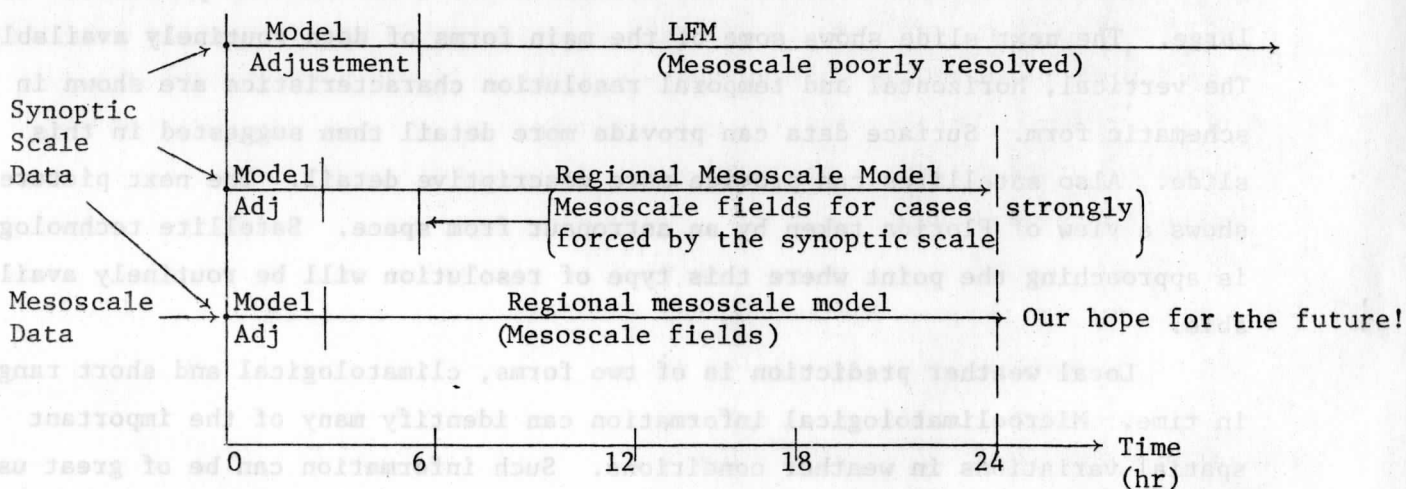 Model LFM
Adjustment (Mesoscale poorly resolved)
Synoptic
Scale
Data Model Regional Mesoscale Model
Adj Mesoscale fields for cases strongly
forced by the synoptic scale
Mesoscale Model Regional mesoscale model
Data Adj (Mesoscale fields) Our hope for the future!
0 6 12 18 24 Time
(hr)